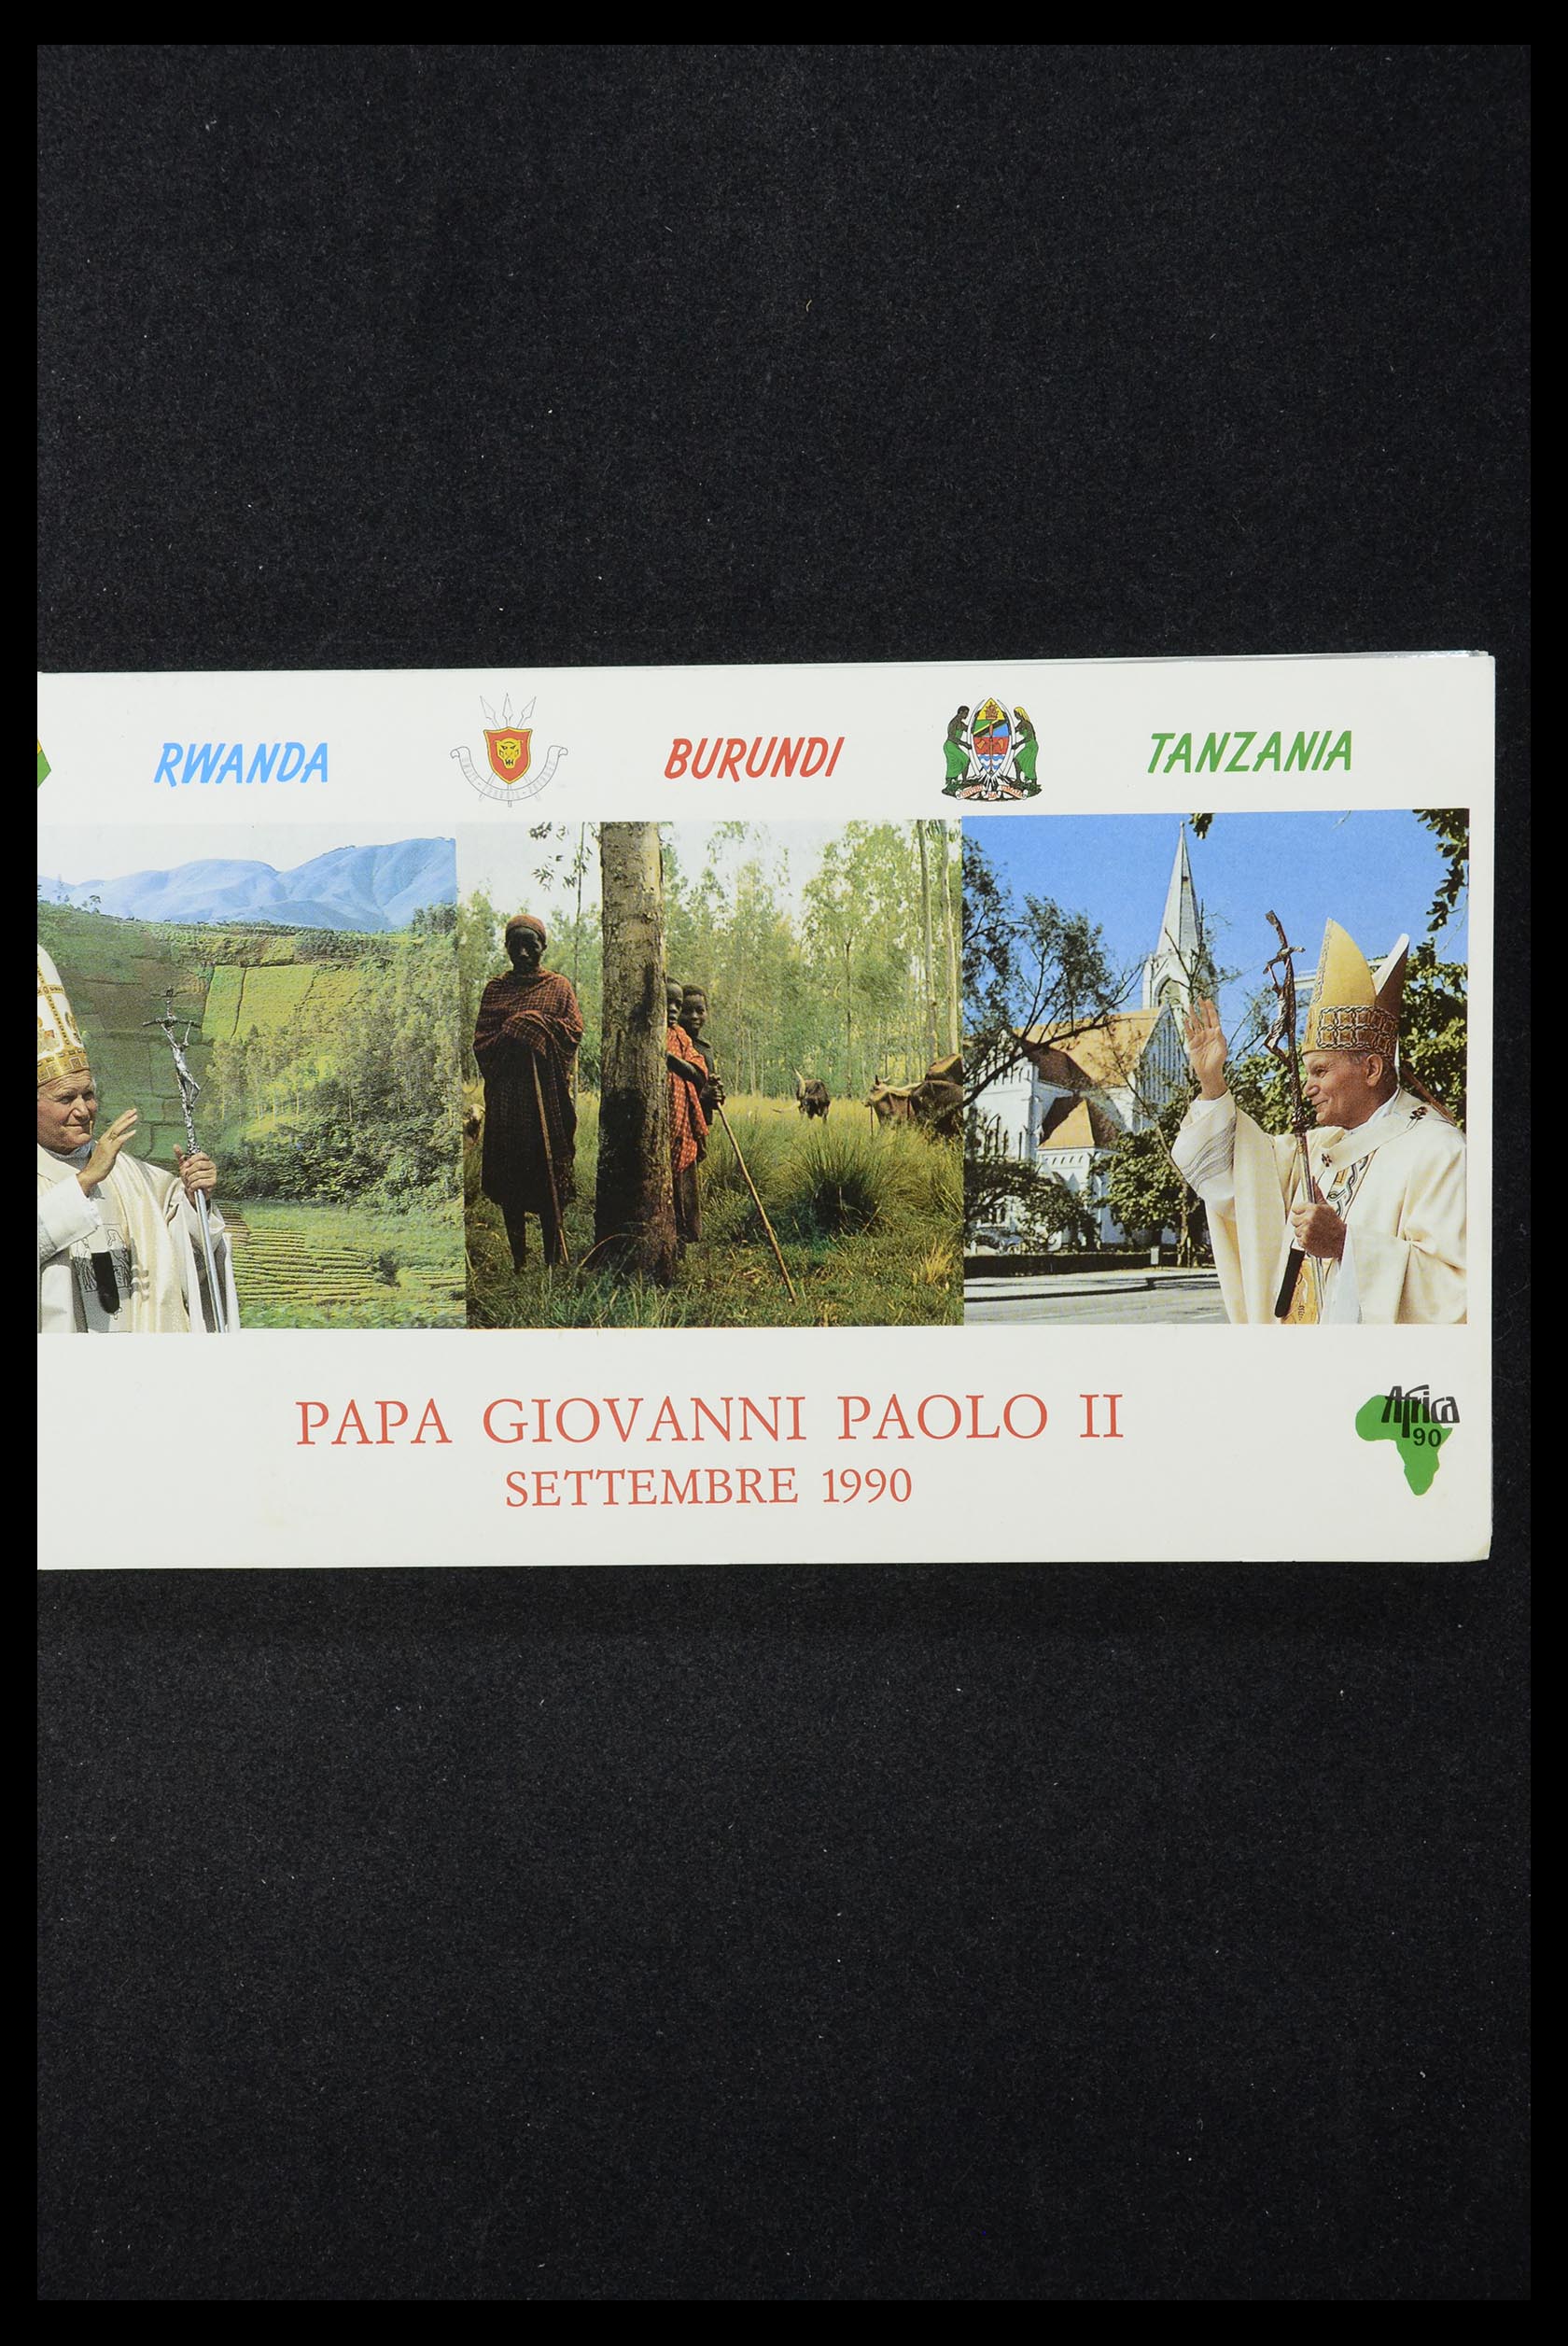 RWANDA
BURUNDI
TANZANIA
PAPA GIOVANNI PAOLO II
SETTEMBRE 1990
Africa
90